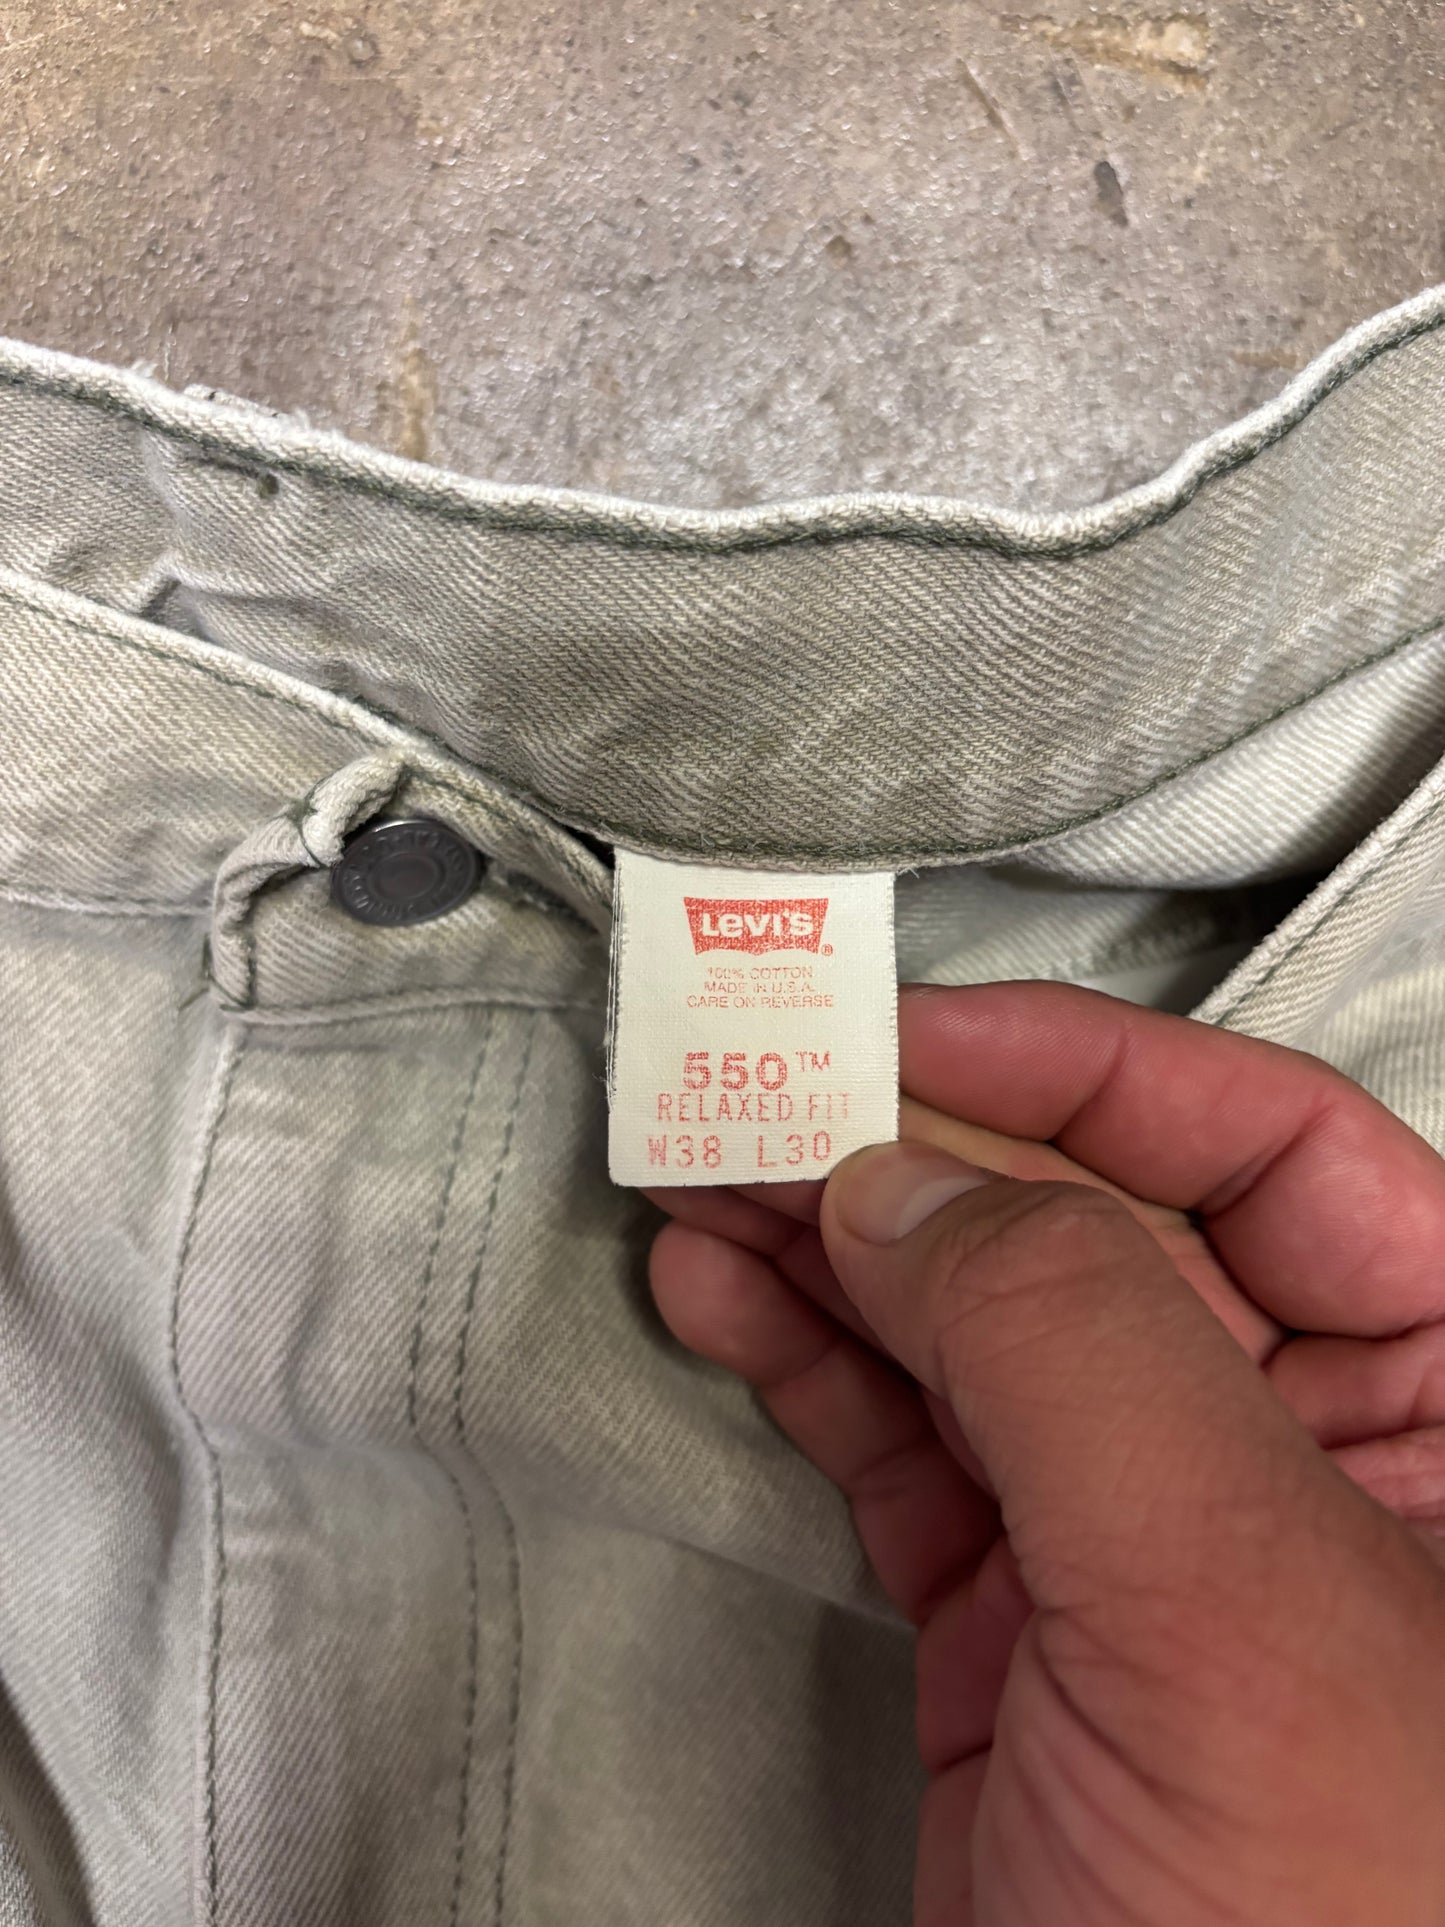 LEVI'S®
100% COTTON
MADE IN U.S.A.
CARE ON REVERSE
550™
RELAXED FIT
W38 L30